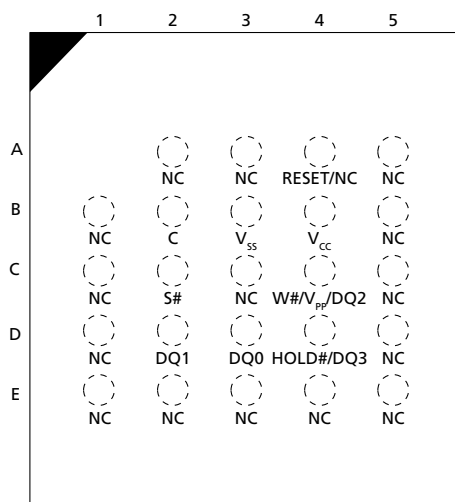 1 2 3 4 5
A
NC NC RESET/NC NC
B
NC C VSS VCC NC
C
NC S# NC W#/VPP/DQ2 NC
D
NC DQ1 DQ0 HOLD#/DQ3 NC
E
NC NC NC NC NC